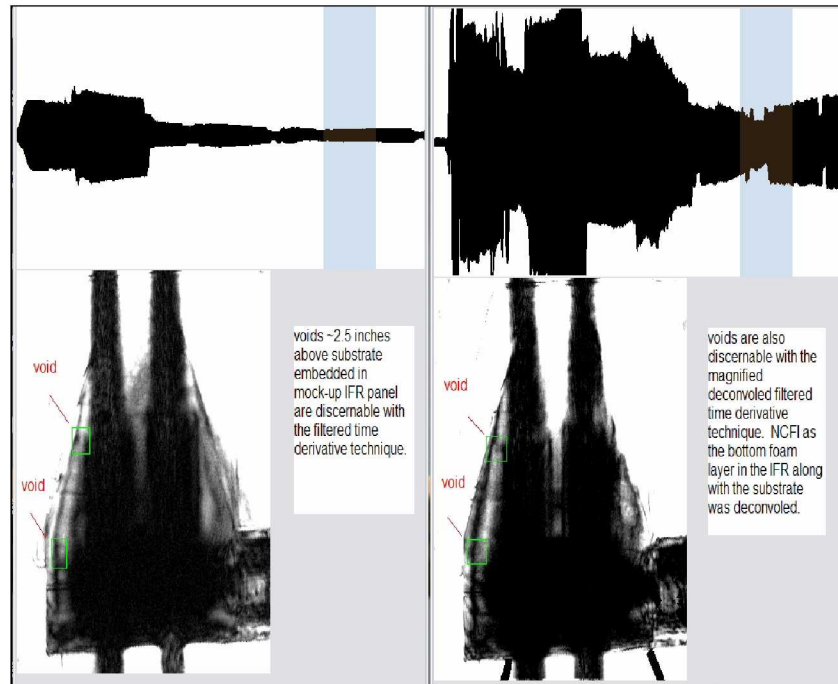 voids ~2.5 inches
above substrate
embedded in
mock-up IFR panel
are discernable with
the filtered time
derivative technique.
void
void
voids are also
discernable with the
magnified
deconvoled filtered
time derivative
technique. NCFI as
the bottom foam
layer in the IFR along
with the substrate
was deconvoled.
void
void